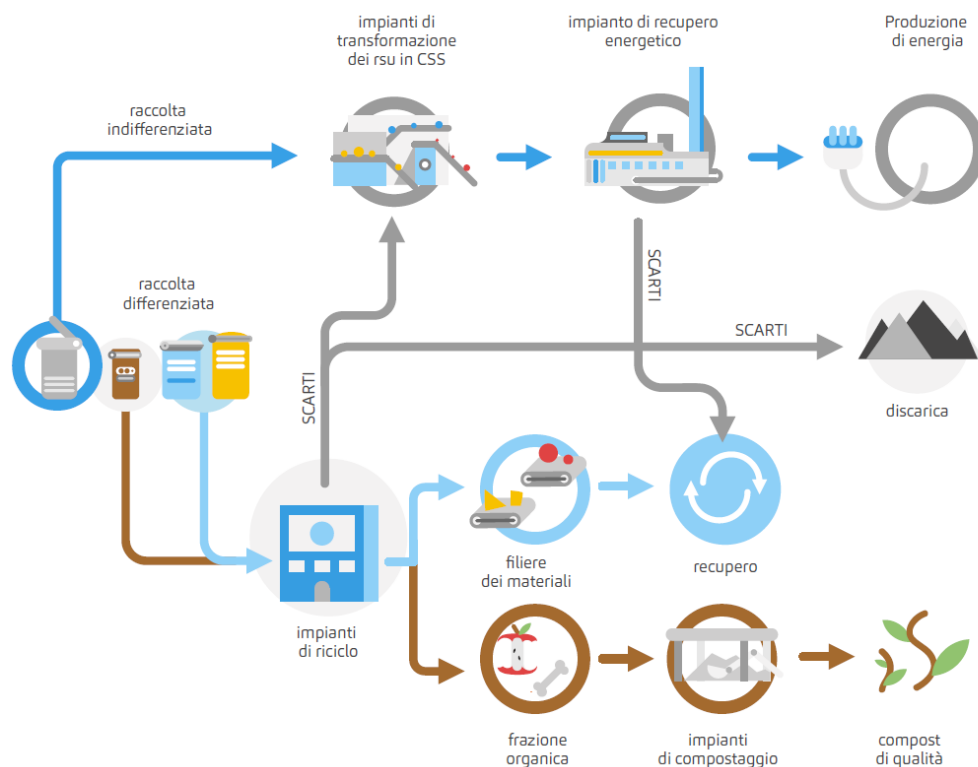 impianti di
transformazione
dei rsu in CSS
impianto di recupero
energetico
Produzione
di energia
raccolta
indifferenziata
raccolta
differenziata
SCARTI
SCARTI
SCARTI
discarica
filiere
dei materiali
recupero
impianti
di riciclo
frazione
organica
impianti
di compostaggio
compost
di qualità